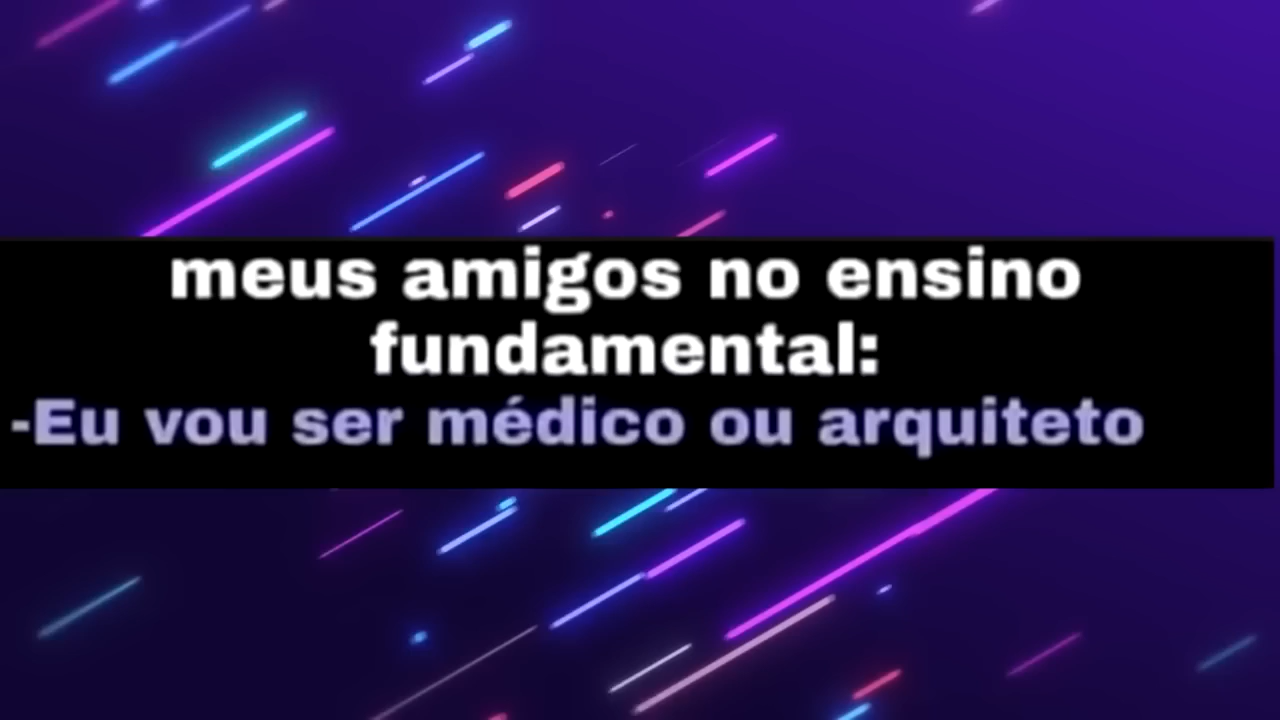 meus amigos no ensino
fundamental:
-Eu vou ser médico ou arquiteto